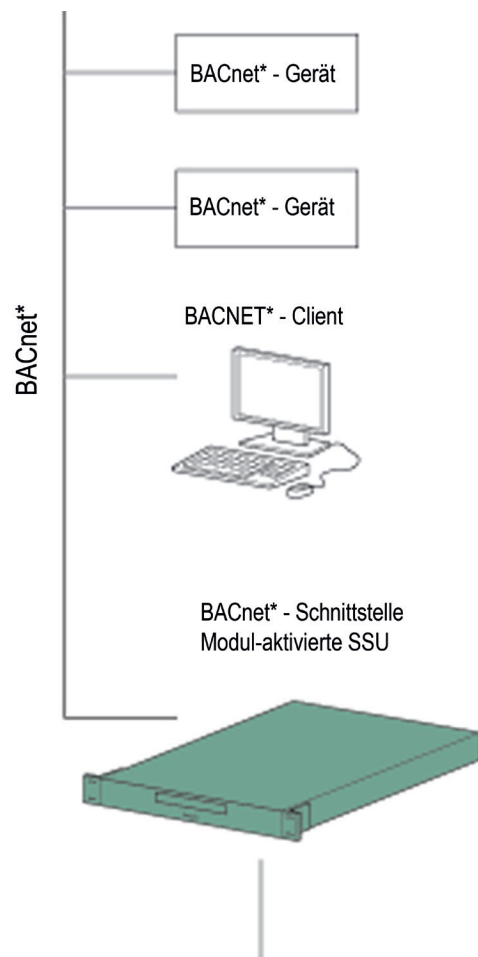 BACnet* - Gerät
BACnet* - Gerät
BACnet*
BACNET* - Client
BACnet* - Schnittstelle
Modul-aktivierte SSU